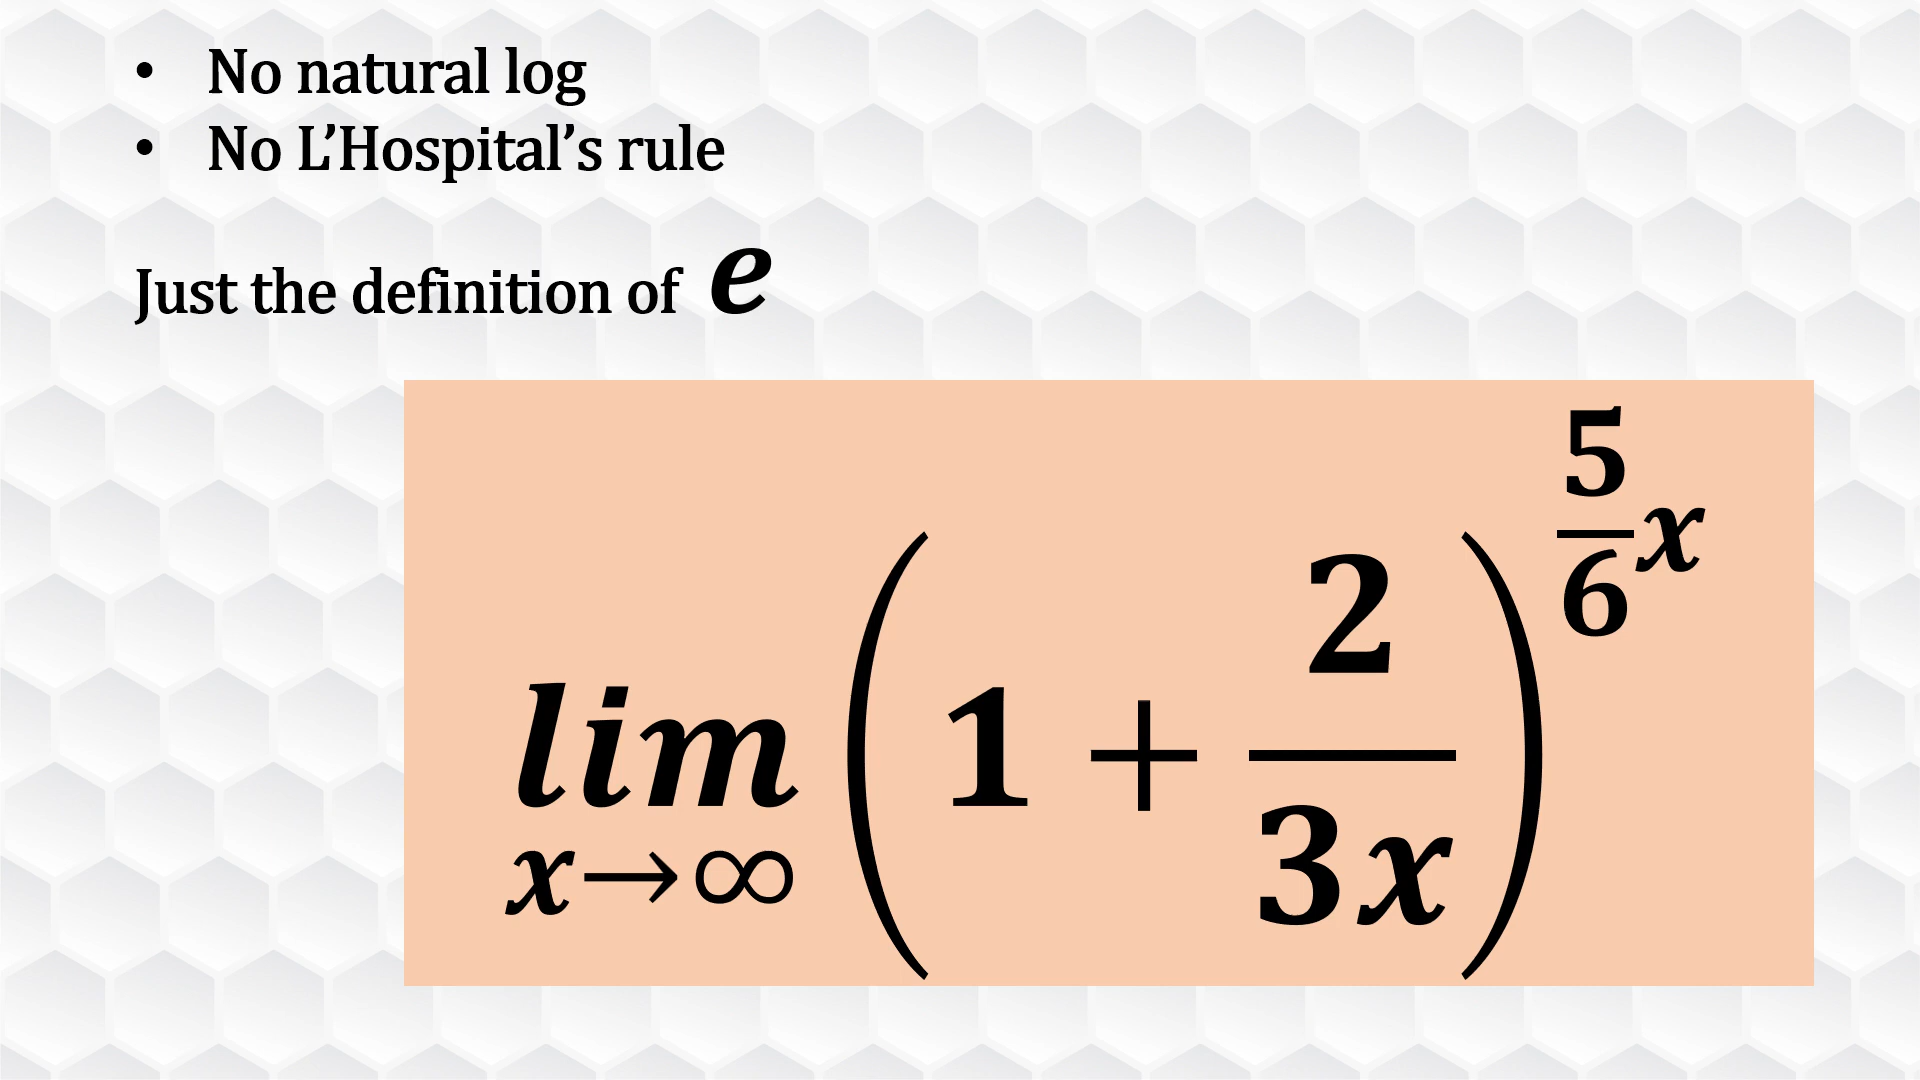 • No natural log
• No L’Hospital’s rule
Just the definition of e
lim x→∞ (1 + 2/3x)^(5/6 x)